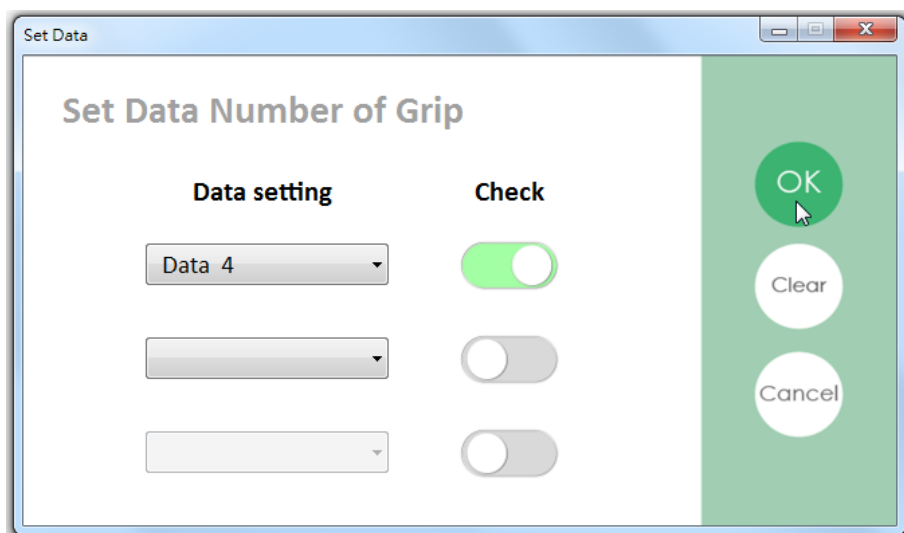 Set Data
Set Data Number of Grip
Data setting Check
Data 4
OK
Clear
Cancel